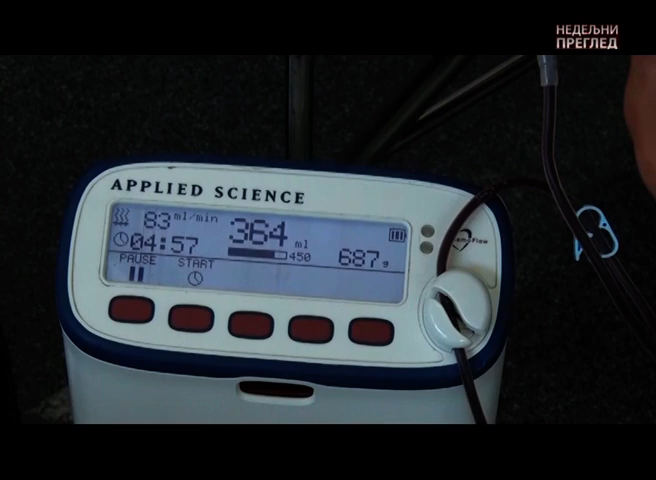 НЕДЕЉНИ
ПРЕГЛЕД
APPLIED SCIENCE
83 ml/min 364 ml
04:57 450 687 g
PAUSE START